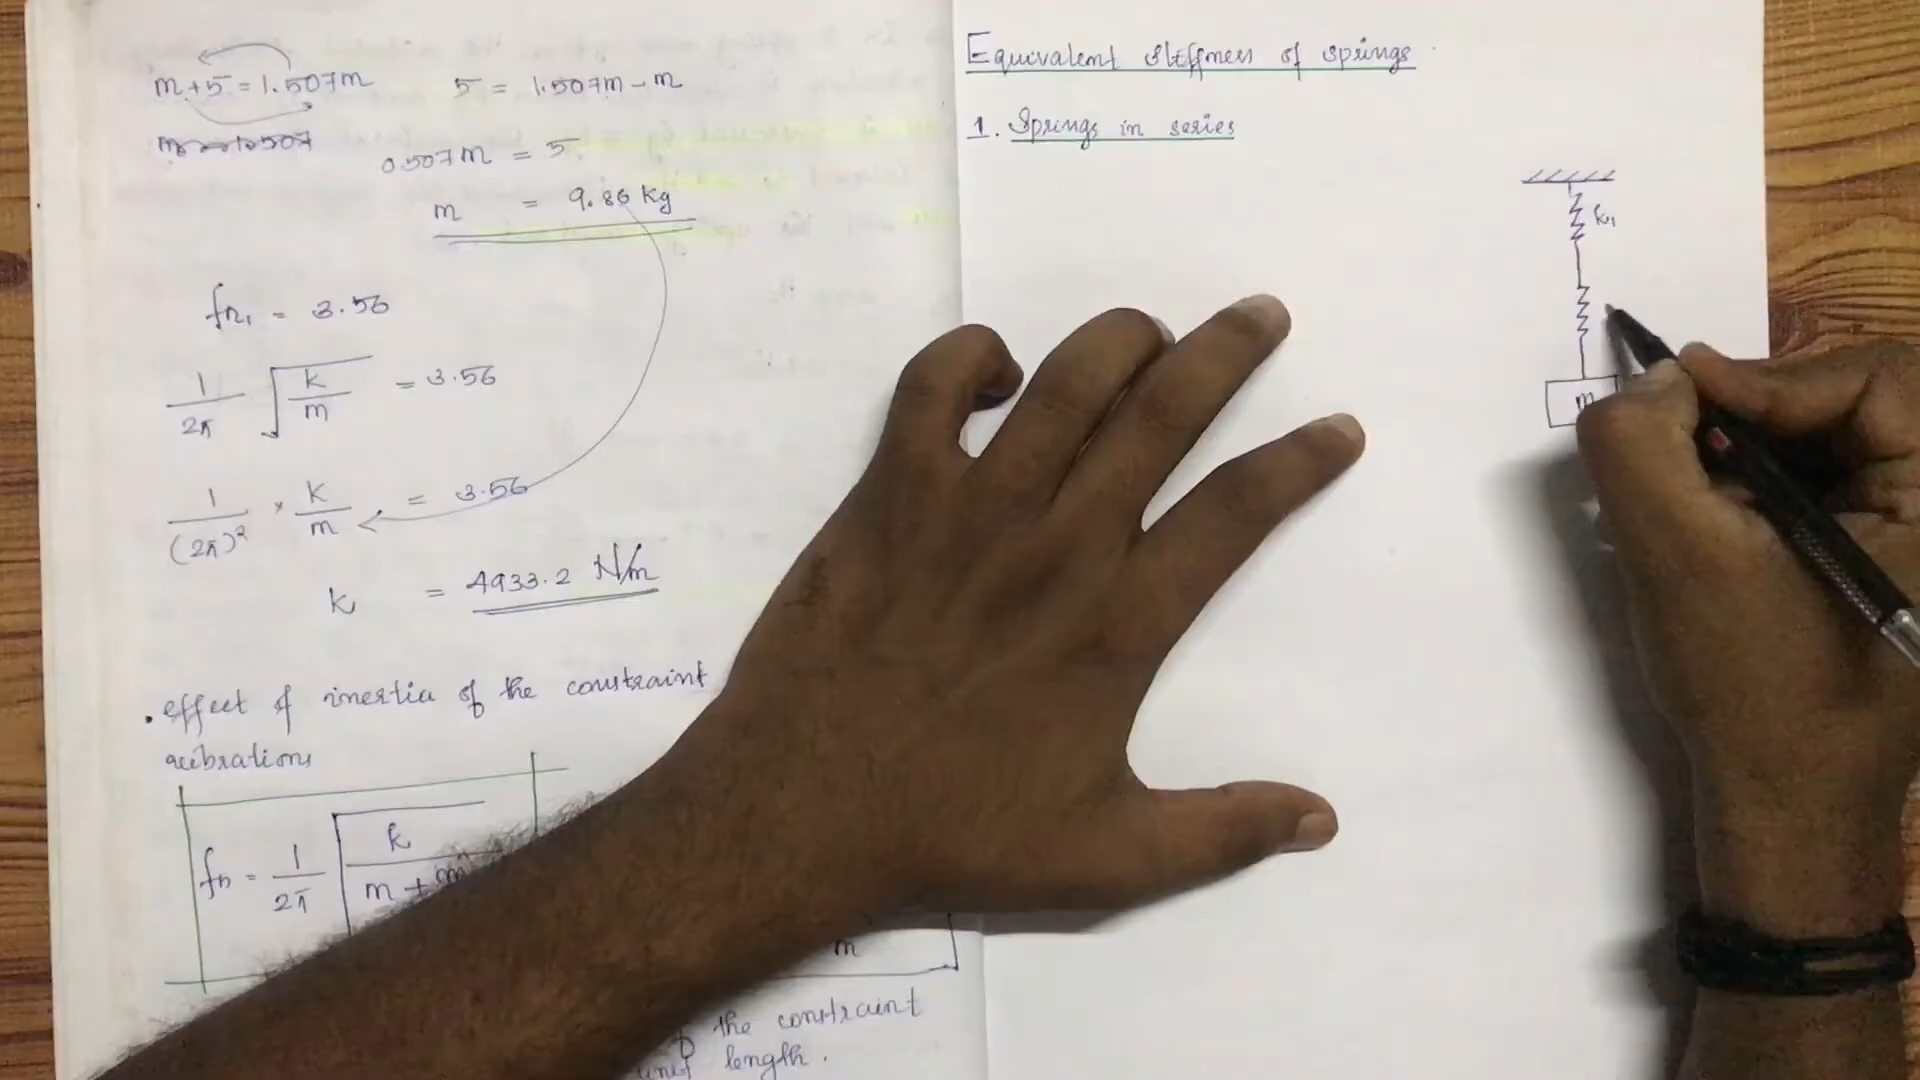 m+5 = 1.507m
5 = 1.507m - m
0.507m = 5
m = 9.86 kg
fn₁ = 3.56
1/2π √(k/m) = 3.56
1/(2π)² × k/m = 3.56
k = 4933.2 N/m
. effect of inertia of the constraint
fn = 1/2π √(k/(m +
m
the constraint
unit length.
Equivalent stiffness of springs
1. Springs in series
k₁
m